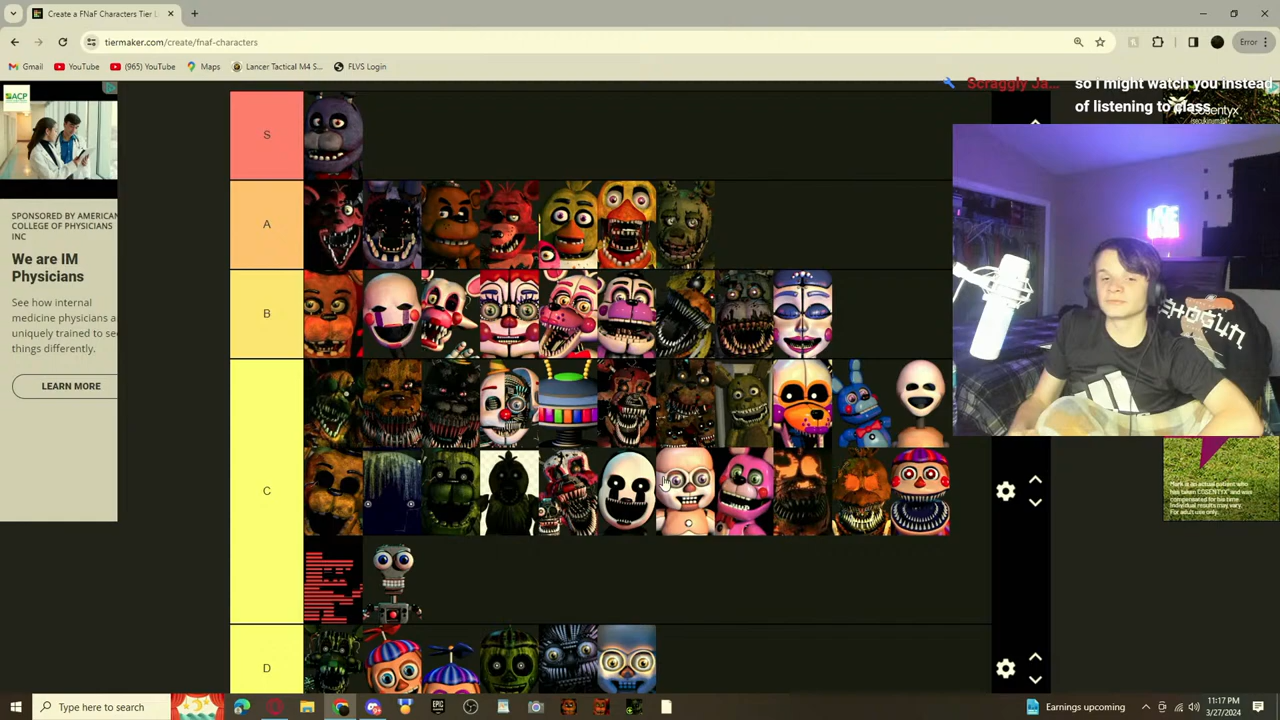 Create a FNaF Characters Tier L
tiermaker.com/create/fnaf-characters
Error
Gmail
YouTube
(965) YouTube
Maps
Lancer Tactical M4 S...
FLVS Login
Scraggly Ja...
so I might watch you instead
of listening to class
ACP
SPONSORED BY AMERICAN
COLLEGE OF PHYSICIANS
INC
We are IM
Physicians
See how internal
medicine physicians a
uniquely trained to se
things differently.
LEARN MORE
S
A
B
C
D
Cosentyx
SHOGUN
Type here to search
Earnings upcoming
11:17 PM
3/27/2024